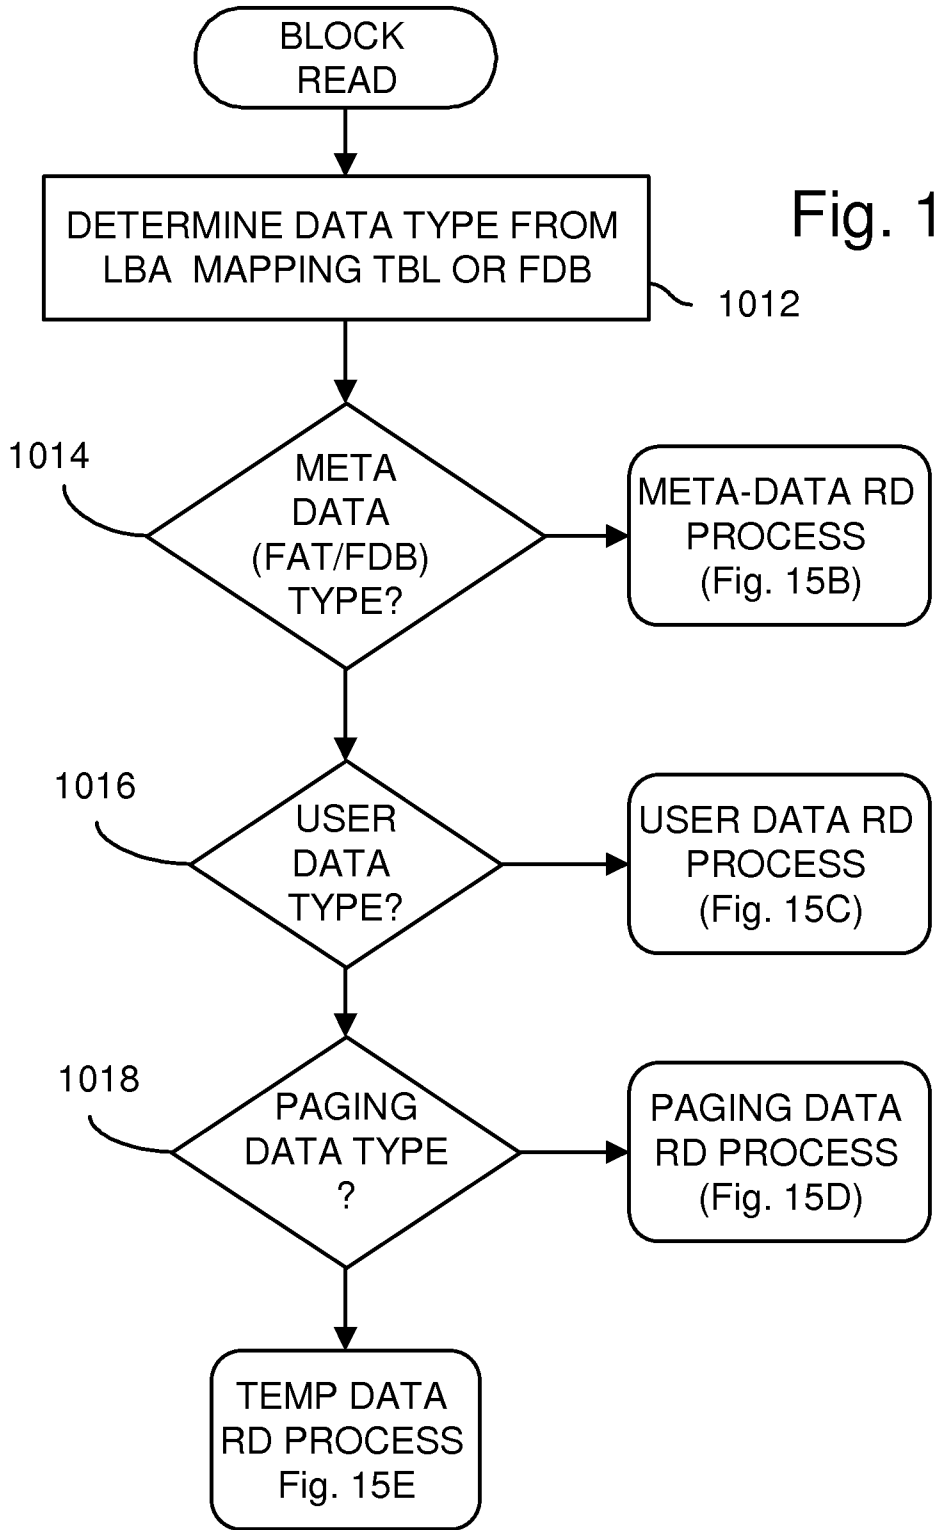 BLOCK
READ
Fig. 1
DETERMINE DATA TYPE FROM
LBA MAPPING TBL OR FDB
1012
1014
META
DATA
(FAT/FDB)
TYPE?
META-DATA RD
PROCESS
(Fig. 15B)
1016
USER
DATA
TYPE?
USER DATA RD
PROCESS
(Fig. 15C)
1018
PAGING
DATA TYPE
?
PAGING DATA
RD PROCESS
(Fig. 15D)
TEMP DATA
RD PROCESS
Fig. 15E